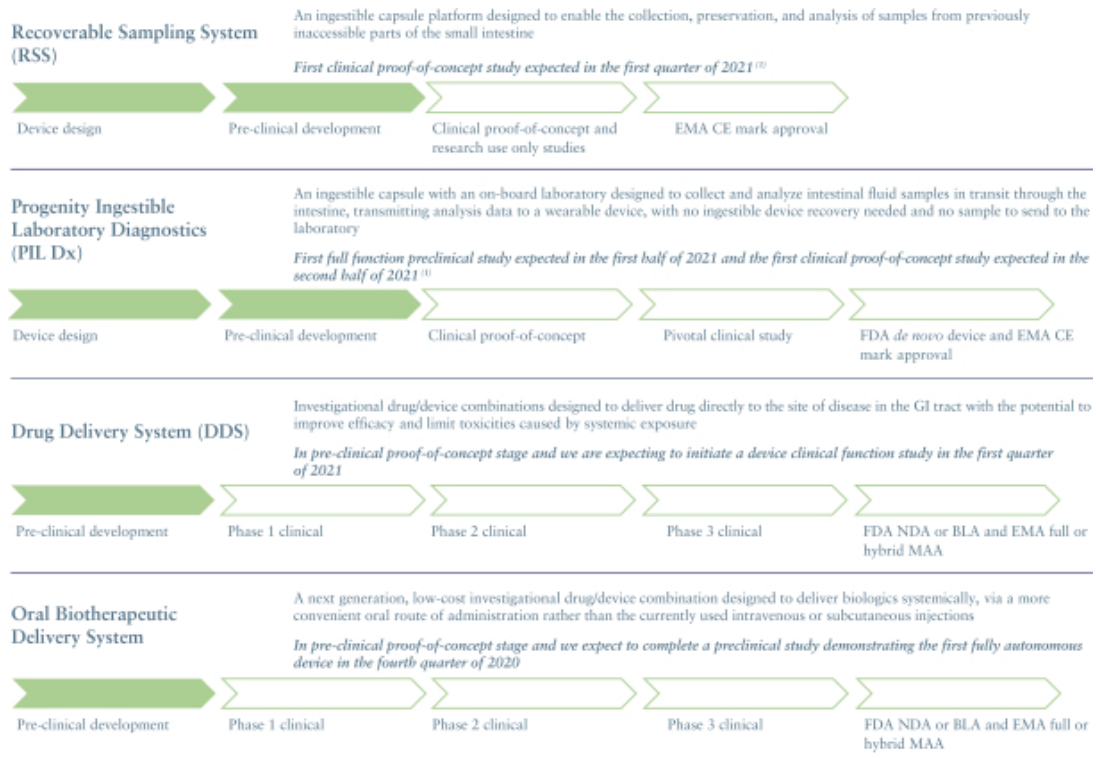 Recoverable Sampling System
(RSS)
An ingestible capsule platform designed to enable the collection, preservation, and analysis of samples from previously
inaccessible parts of the small intestine
First clinical proof-of-concept study expected in the first quarter of 2021
Device design
Pre-clinical development
Clinical proof-of-concept and
research use only studies
EMA CE mark approval
Progenity Ingestible
Laboratory Diagnostics
(PIL Dx)
An ingestible capsule with an on-board laboratory designed to collect and analyze intestinal fluid samples in transit through the
intestine, transmitting analysis data to a wearable device, with no ingestible device recovery needed and no sample to send to the
laboratory
First full function preclinical study expected in the first half of 2021 and the first clinical proof-of-concept study expected in the
second half of 2021 (1)
Device design
Pre-clinical development
Clinical proof-of-concept
Pivotal clinical study
FDA de novo device and EMA CE
mark approval
Drug Delivery System (DDS)
Investigational drug/device combinations designed to deliver drug directly to the site of disease in the GI tract with the potential to
improve efficacy and limit toxicities caused by systemic exposure
In pre-clinical proof-of-concept stage and we are expecting to initiate a device clinical function study in the first quarter
of 2021
Pre-clinical development
Phase 1 clinical
Phase 2 clinical
Phase 3 clinical
FDA NDA or BLA and EMA full or
hybrid MAA
Oral Biotherapeutic
Delivery System
A next generation, low-cost investigational drug/device combination designed to deliver biologics systemically, via a more
convenient oral route of administration rather than the currently used intravenous or subcutaneous injections
In pre-clinical proof-of-concept stage and we expect to complete a preclinical study demonstrating the first fully autonomous
device in the fourth quarter of 2020
Pre-clinical development
Phase 1 clinical
Phase 2 clinical
Phase 3 clinical
FDA NDA or BLA and EMA full or
hybrid MAA